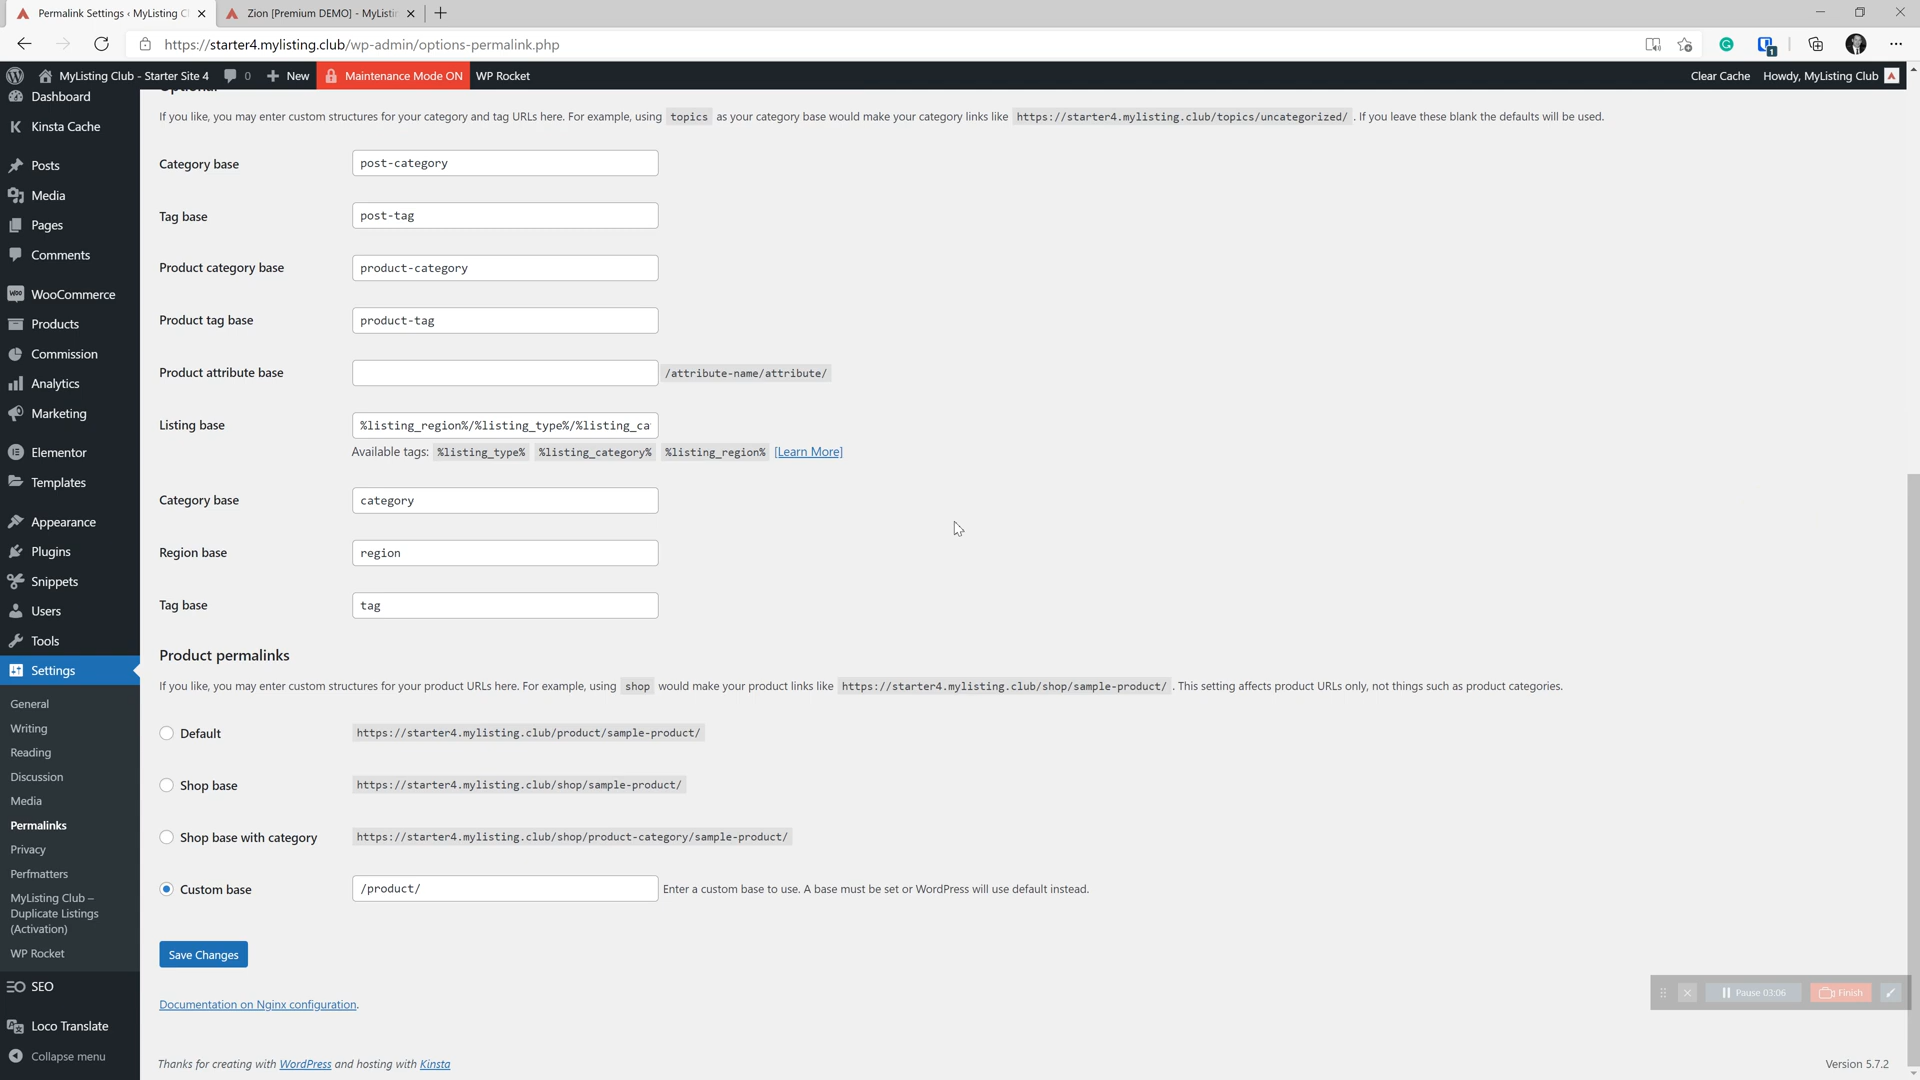 Permalink Settings ‹ MyListing C
Zion [Premium DEMO] - MyListin
https://starter4.mylisting.club/wp-admin/options-permalink.php
MyListing Club - Starter Site 4
0
New
Maintenance Mode ON
WP Rocket
Clear Cache
Howdy, MyListing Club
Dashboard
Kinsta Cache
Posts
Media
Pages
Comments
WooCommerce
Products
Commission
Analytics
Marketing
Elementor
Templates
Appearance
Plugins
Snippets
Users
Tools
Settings
General
Writing
Reading
Discussion
Media
Permalinks
Privacy
Perfmatters
MyListing Club –
Duplicate Listings
(Activation)
WP Rocket
SEO
Loco Translate
Collapse menu
Optional
If you like, you may enter custom structures for your category and tag URLs here. For example, using topics as your category base would make your category links like https://starter4.mylisting.club/topics/uncategorized/ . If you leave these blank the defaults will be used.
Category base post-category
Tag base post-tag
Product category base product-category
Product tag base product-tag
Product attribute base /attribute-name/attribute/
Listing base %listing_region%/%listing_type%/%listing_ca
Available tags: %listing_type% %listing_category% %listing_region% [Learn More]
Category base category
Region base region
Tag base tag
Product permalinks
If you like, you may enter custom structures for your product URLs here. For example, using shop would make your product links like https://starter4.mylisting.club/shop/sample-product/ . This setting affects product URLs only, not things such as product categories.
Default https://starter4.mylisting.club/product/sample-product/
Shop base https://starter4.mylisting.club/shop/sample-product/
Shop base with category https://starter4.mylisting.club/shop/product-category/sample-product/
Custom base /product/ Enter a custom base to use. A base must be set or WordPress will use default instead.
Save Changes
Pause 03:06
Finish
Documentation on Nginx configuration.
Thanks for creating with WordPress and hosting with Kinsta
Version 5.7.2